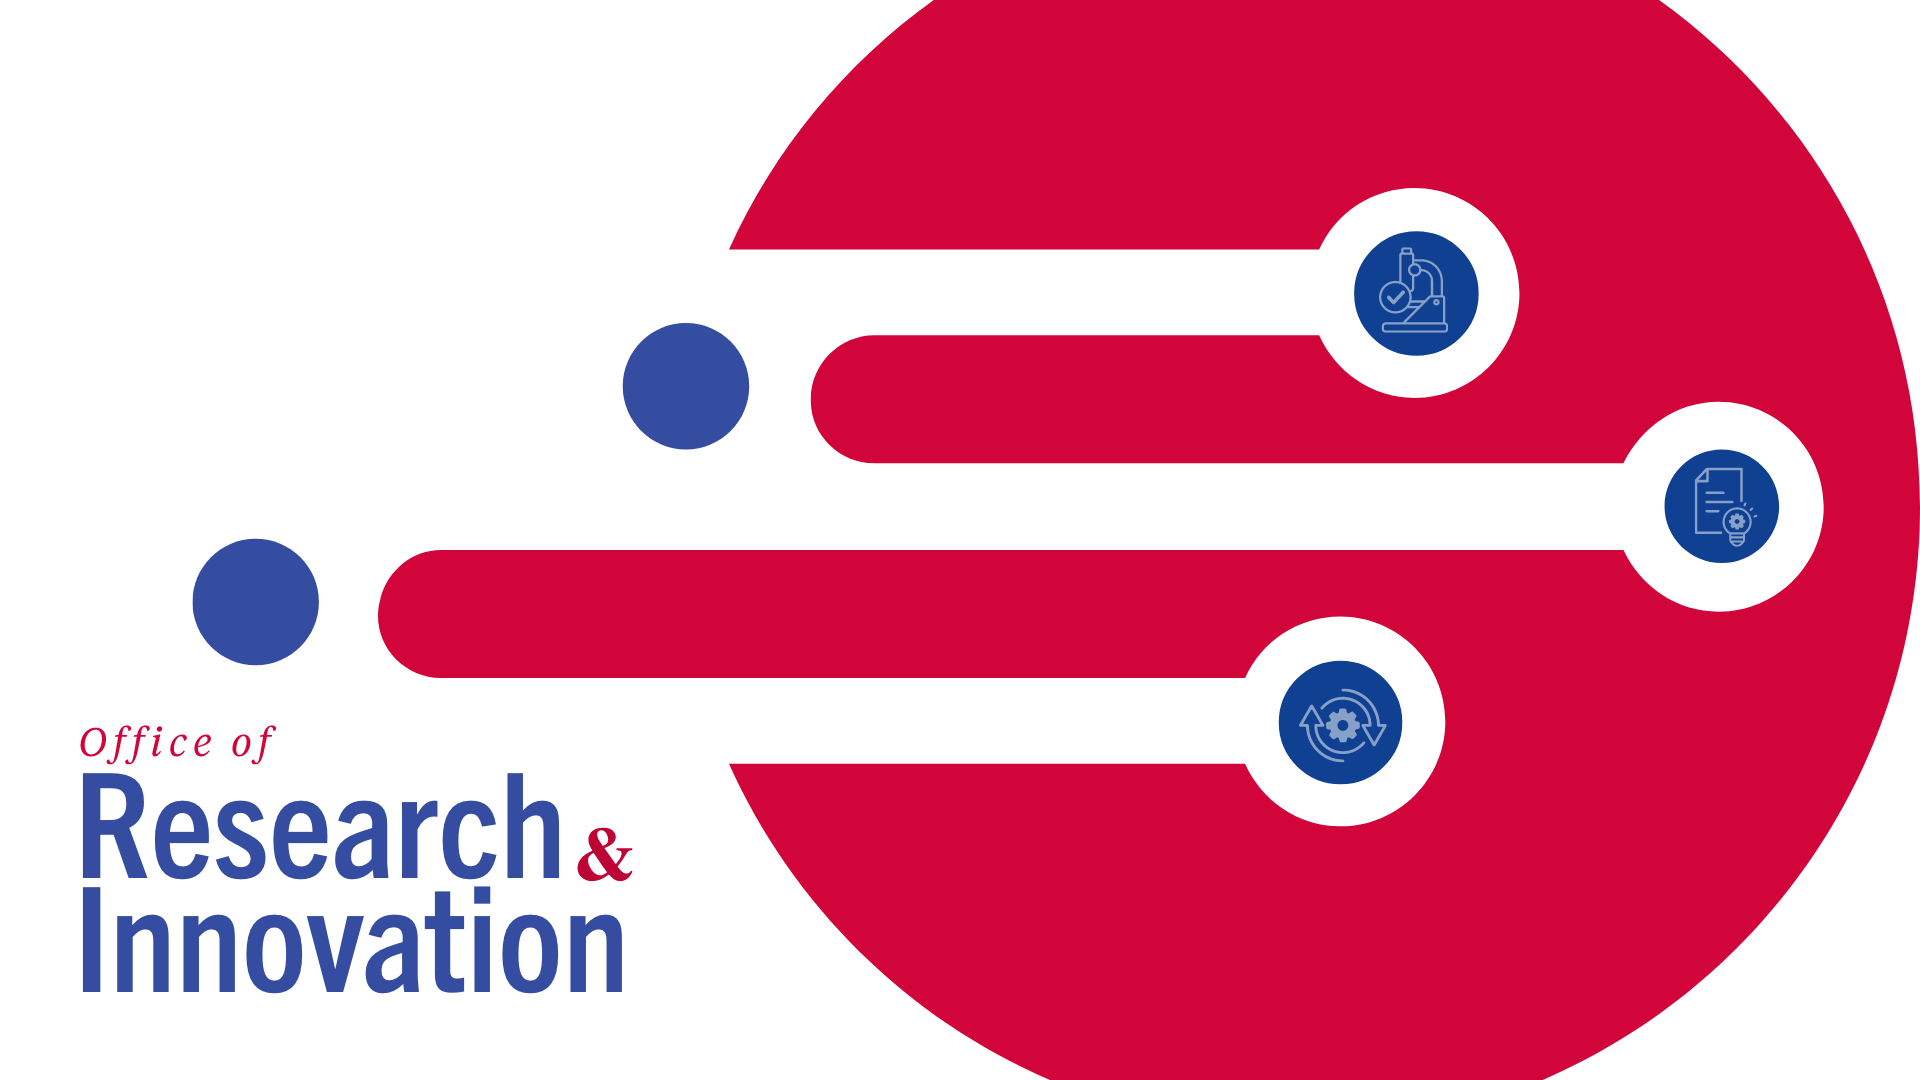 Office of
Research &
Innovation